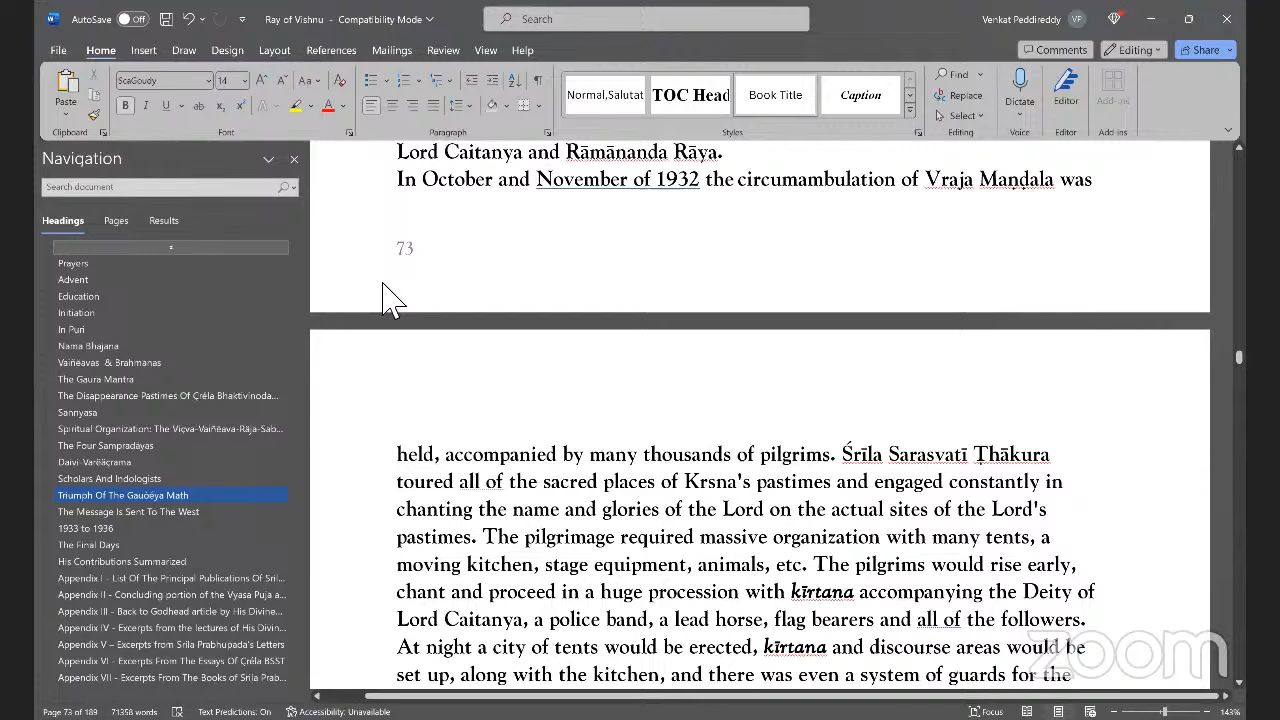 AutoSave Off Ray of Vishnu - Compatibility Mode Search Venkat Peddireddy VP
File Home Insert Draw Design Layout References Mailings Review View Help Comments Editing Share
Paste ScaGoudy 14 Normal,Salutat TOC Head Book Title Caption Find Replace Select Dictate Editor Add-ins
Clipboard Font Paragraph Styles Editing Voice Editor Add-ins
Navigation
Search document
Headings Pages Results
Prayers
Advent
Education
Initiation
In Puri
Nama Bhajana
Vaiñëavas & Brahmanas
The Gaura Mantra
The Disappearance Pastimes Of Çréla Bhaktivinoda...
Sannyasa
Spiritual Organization: The Viçva-Vaiñëava-Räja-Sab...
The Four Sampradäyas
Daivi-Varëäçrama
Scholars And Indologists
Triumph Of The Gauòéya Math
The Message Is Sent To The West
1933 to 1936
The Final Days
His Contributions Summarized
Appendix I - List Of The Principal Publications Of Sril...
Appendix II - Concluding portion of the Vyasa Puja a...
Appendix III - Back to Godhead article by His Divine...
Appendix IV - Excerpts from the lectures of His Divin...
Appendix V – Excerpts from Srila Prabhupada's Letters
Appendix VI - Excerpts From The Essays Of Çréla BSST
Appendix VII - Excerpts From The Books of Srila Prab...
Lord Caitanya and Rāmānanda Rāya.
In October and November of 1932 the circumambulation of Vraja Maṇḍala was
73
held, accompanied by many thousands of pilgrims. Śrīla Sarasvatī Ṭhākura
toured all of the sacred places of Krsna's pastimes and engaged constantly in
chanting the name and glories of the Lord on the actual sites of the Lord's
pastimes. The pilgrimage required massive organization with many tents, a
moving kitchen, stage equipment, animals, etc. The pilgrims would rise early,
chant and proceed in a huge procession with kīrtana accompanying the Deity of
Lord Caitanya, a police band, a lead horse, flag bearers and all of the followers.
At night a city of tents would be erected, kīrtana and discourse areas would be
set up, along with the kitchen, and there was even a system of guards for the
zoom
Page 73 of 189 71358 words Text Predictions: On Accessibility: Unavailable Focus 143%